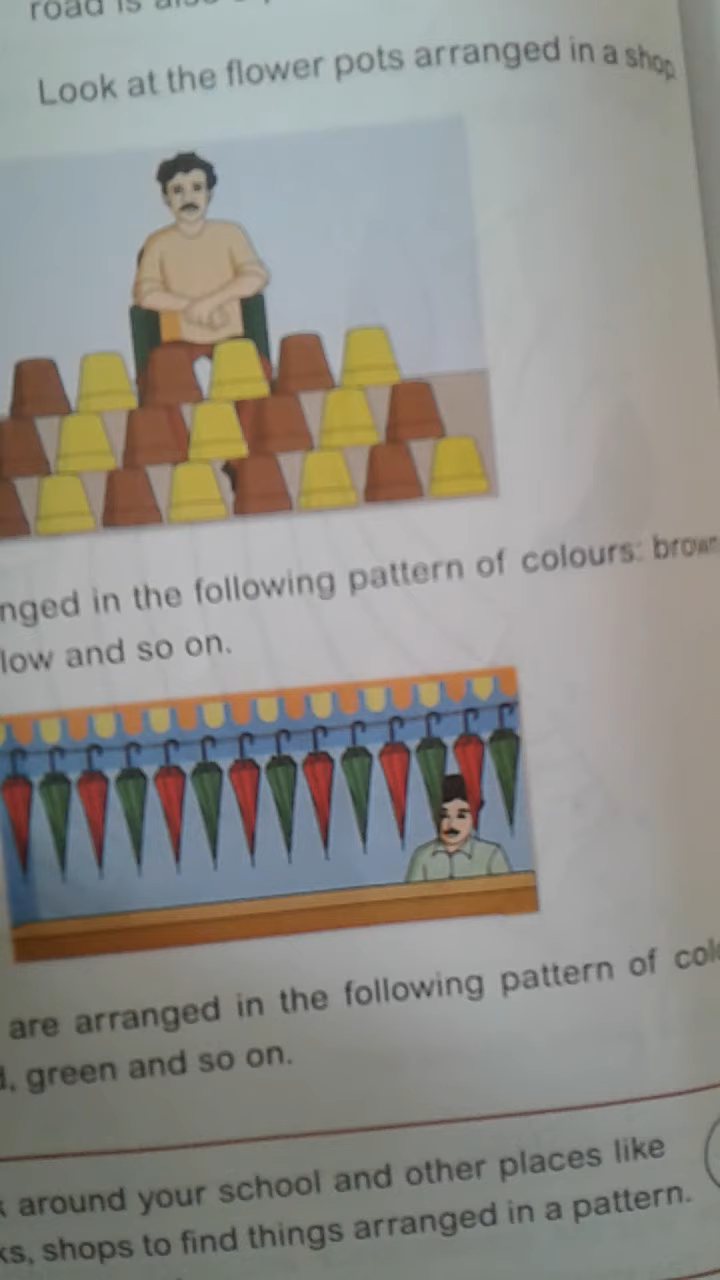 road is also
Look at the flower pots arranged in a shop
nged in the following pattern of colours: brown
low and so on.
are arranged in the following pattern of col
, green and so on.
around your school and other places like
ks, shops to find things arranged in a pattern.